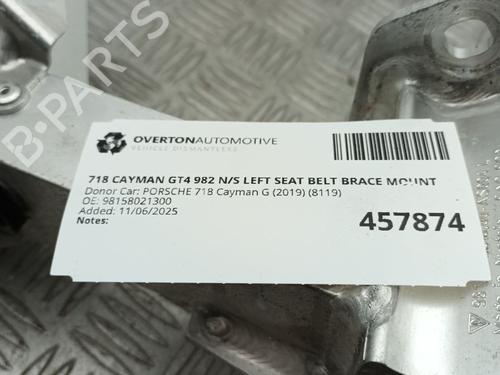 B-PARTS
OVERTONAUTOMOTIVE
VEHICLE DISMANTLERS
718 CAYMAN GT4 982 N/S LEFT SEAT BELT BRACE MOUNT
Donor Car: PORSCHE 718 Cayman G (2019) (8119)
OE: 98158021300
Added: 11/06/2025
Notes:
457874